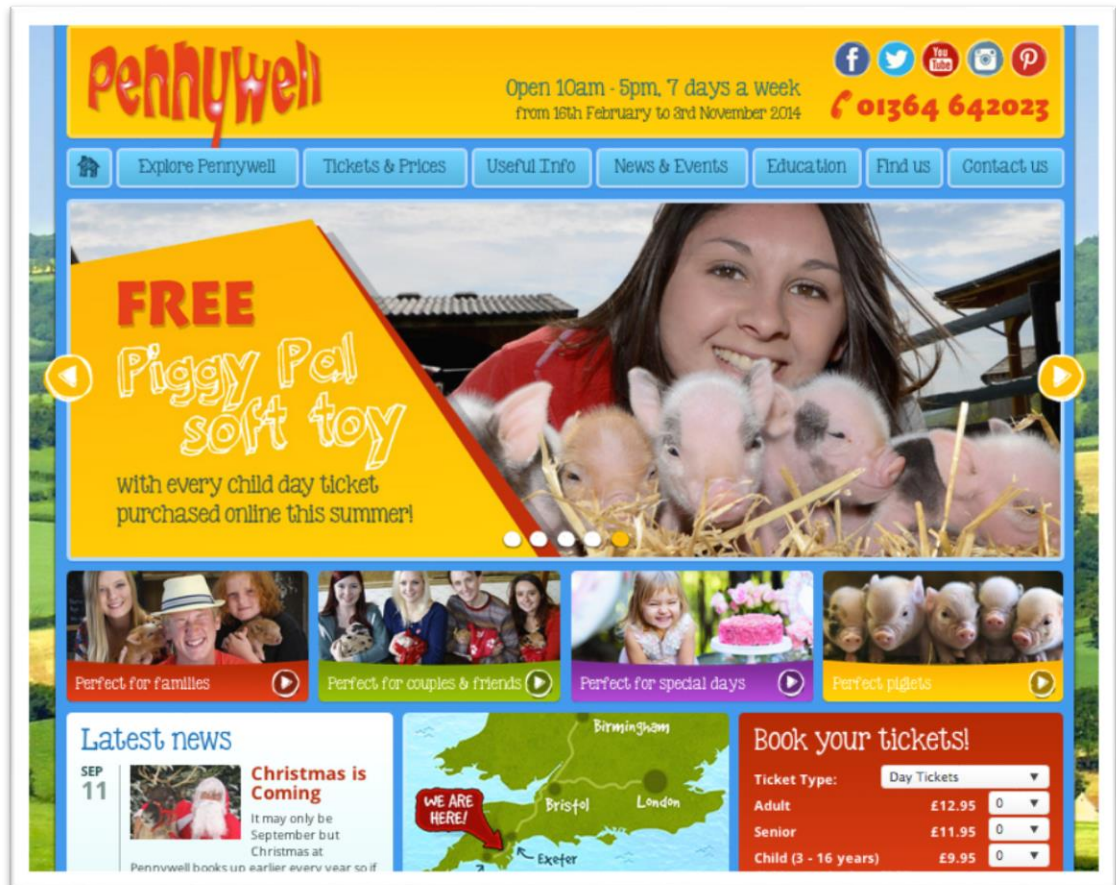 Pennywell
Open 10am - 5pm, 7 days a week
from 16th February to 3rd November 2014
You
Tube
01364 642023
Explore Pennywell
Tickets & Prices
Useful Info
News & Events
Education
Find us
Contact us
FREE
Piggy Pal
soft toy
with every child day ticket
purchased online this summer!
Perfect for families
Perfect for couples & friends
Perfect for special days
Perfect piglets
Latest news
SEP
11
Christmas is
Coming
It may only be
September but
Christmas at
Pennywell books up earlier every year so if
Birmingham
Bristol
London
WE ARE
HERE!
Exeter
Book your tickets!
Ticket Type: Day Tickets
Adult £12.95 0
Senior £11.95 0
Child (3 - 16 years) £9.95 0